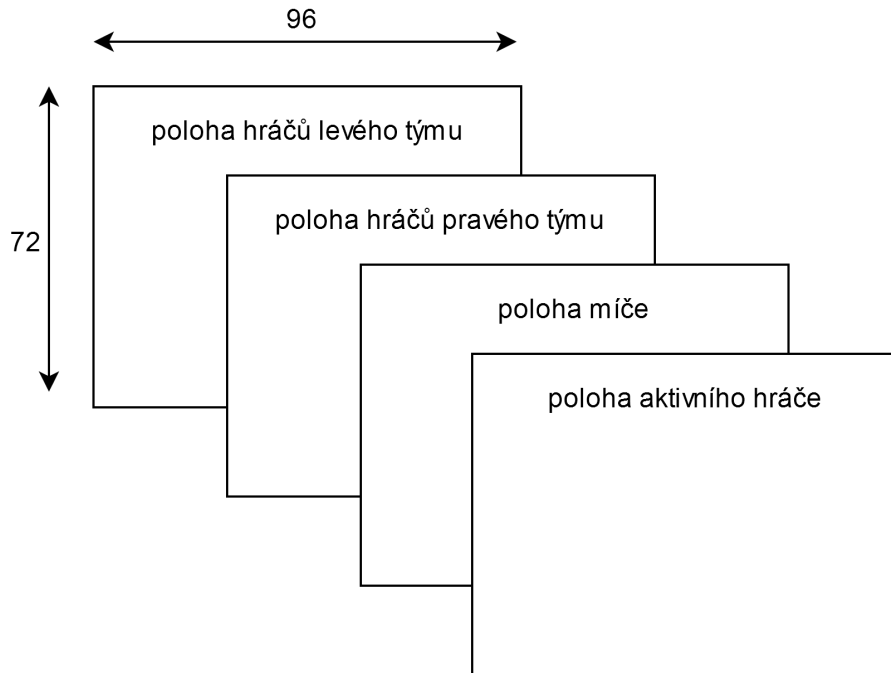 96
poloha hráčů levého týmu
poloha hráčů pravého týmu
72
poloha míče
poloha aktivního hráče